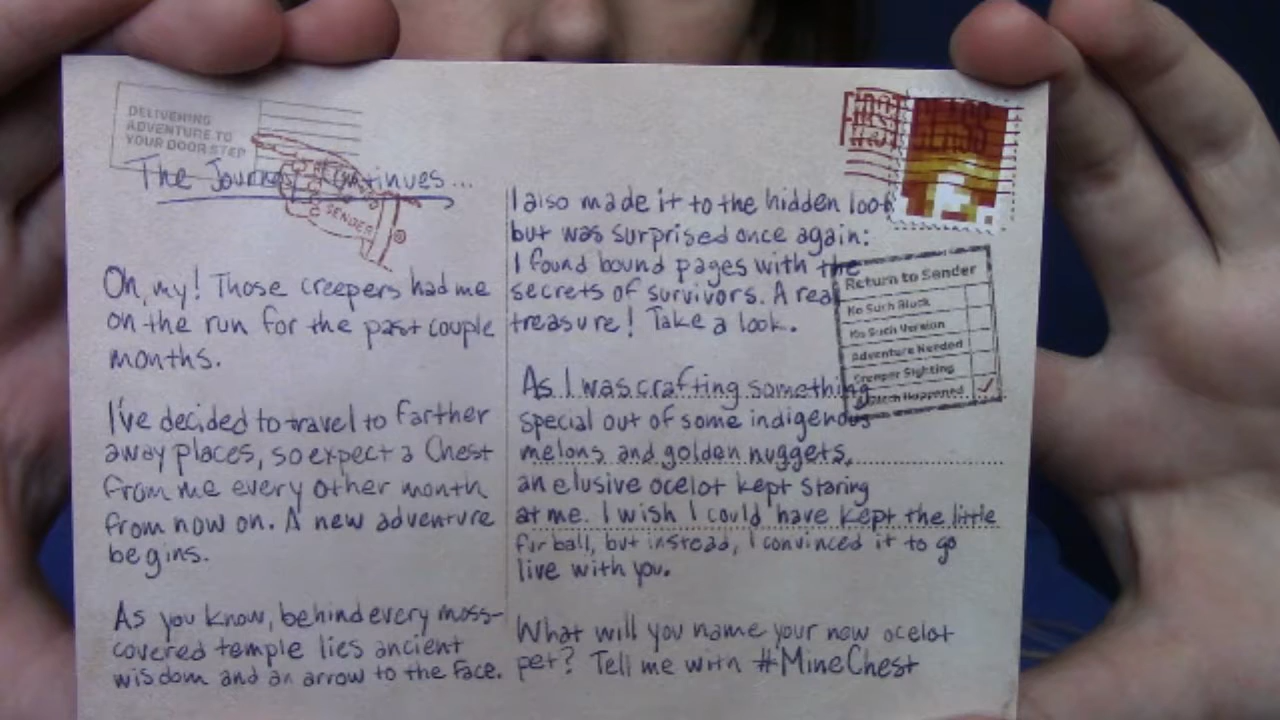 DELIVERING
ADVENTURE TO
YOUR DOOR STEP
The Journey Continues...
SENDER
Oh, my! Those creepers had me
on the run for the past couple
months.
I've decided to travel to farther
away places, so expect a Chest
from me every other month
from now on. A new adventure
begins.
As you know, behind every moss-
covered temple lies ancient
wisdom and an arrow to the face.
I also made it to the hidden loot
but was surprised once again:
I found bound pages with the
secrets of survivors. A real
treasure! Take a look.
As I was crafting something
special out of some indigenous
melons and golden nuggets,
an elusive ocelot kept staring
at me. I wish I could have kept the little
fur ball, but instead, I convinced it to go
live with you.
What will you name your new ocelot
pet? Tell me with #MineChest
Return to Sender
No Such Block
No Such Version
Adventure Needed
Creeper Sighting
Happened